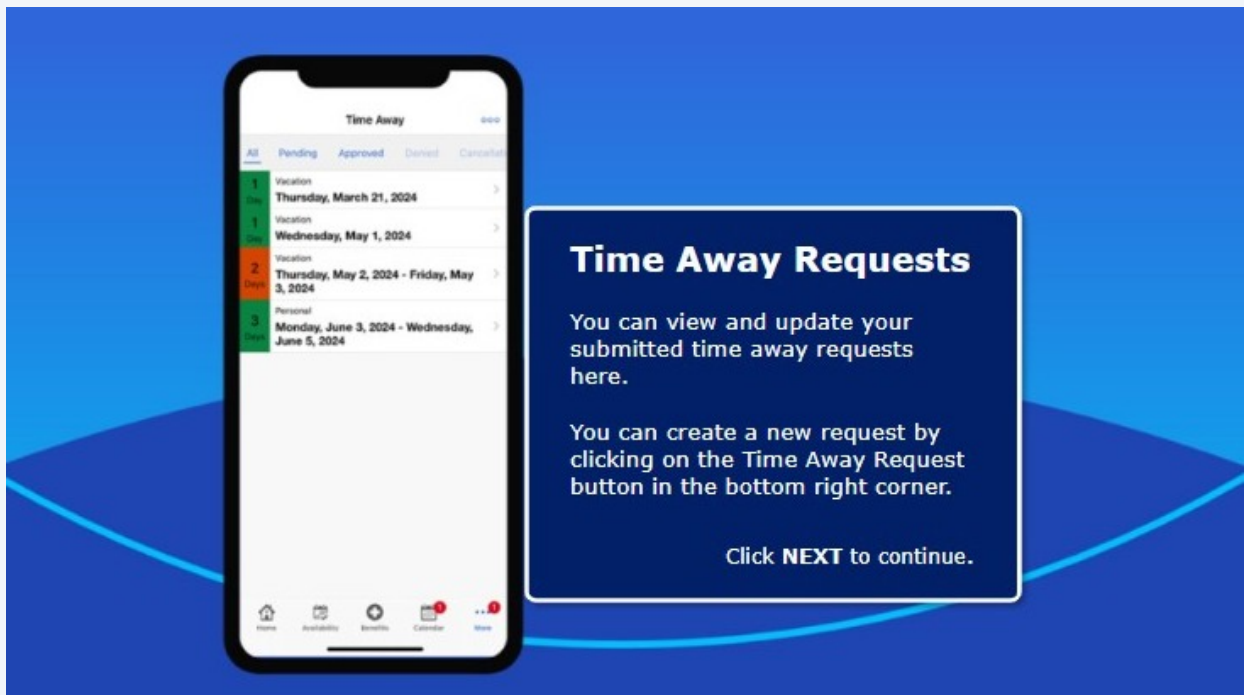 Time Away
All Pending Approved Denied Cancellati
1
Day
Vacation
Thursday, March 21, 2024
1
Day
Vacation
Wednesday, May 1, 2024
2
Days
Vacation
Thursday, May 2, 2024 - Friday, May
3, 2024
3
Days
Personal
Monday, June 3, 2024 - Wednesday,
June 5, 2024
1 1
Home Availability Benefits Calendar More
Time Away Requests
You can view and update your
submitted time away requests
here.
You can create a new request by
clicking on the Time Away Request
button in the bottom right corner.
Click NEXT to continue.